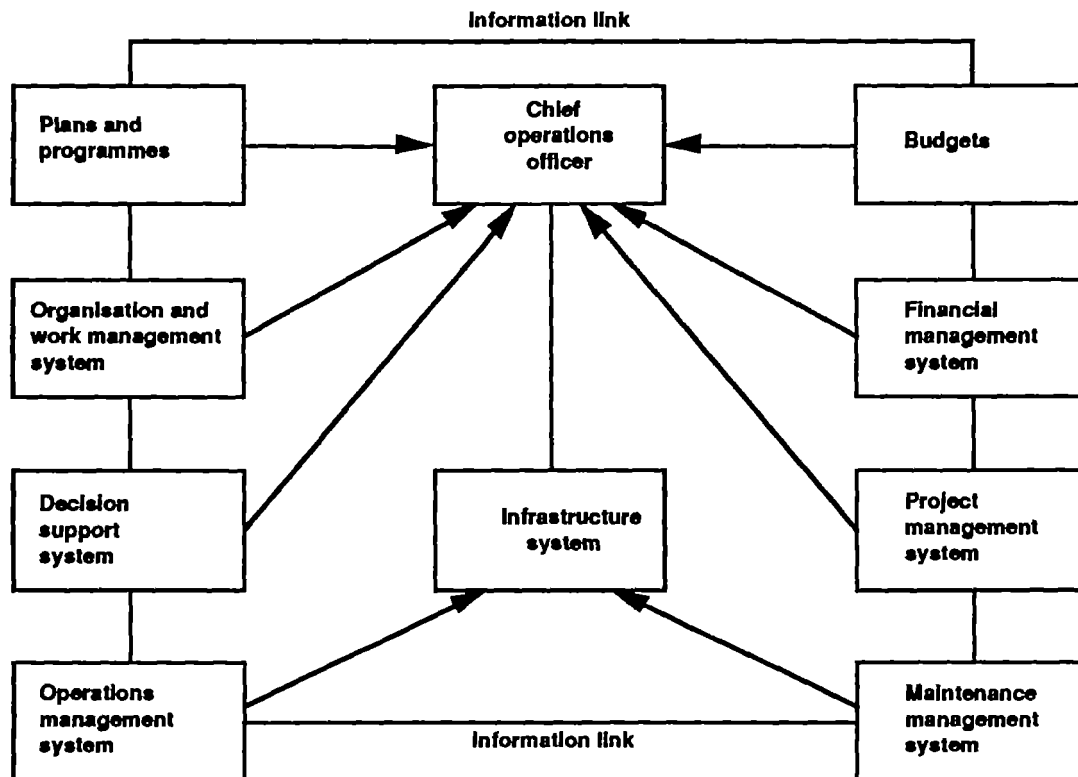 Information link
Plans and
programmes
Chief
operations
officer
Budgets
Organisation and
work management
system
Financial
management
system
Decision
support
system
Infrastructure
system
Project
management
system
Operations
management
system
Information link
Maintenance
management
system